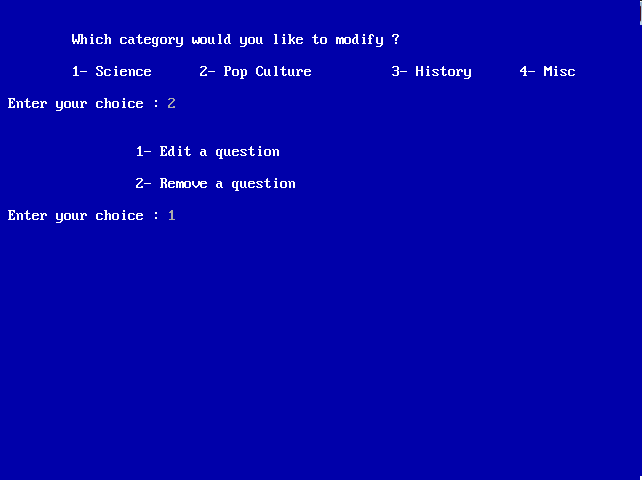 Which category would you like to modify ?
1- Science 2- Pop Culture 3- History 4- Misc
Enter your choice : 2
1- Edit a question
2- Remove a question
Enter your choice : 1